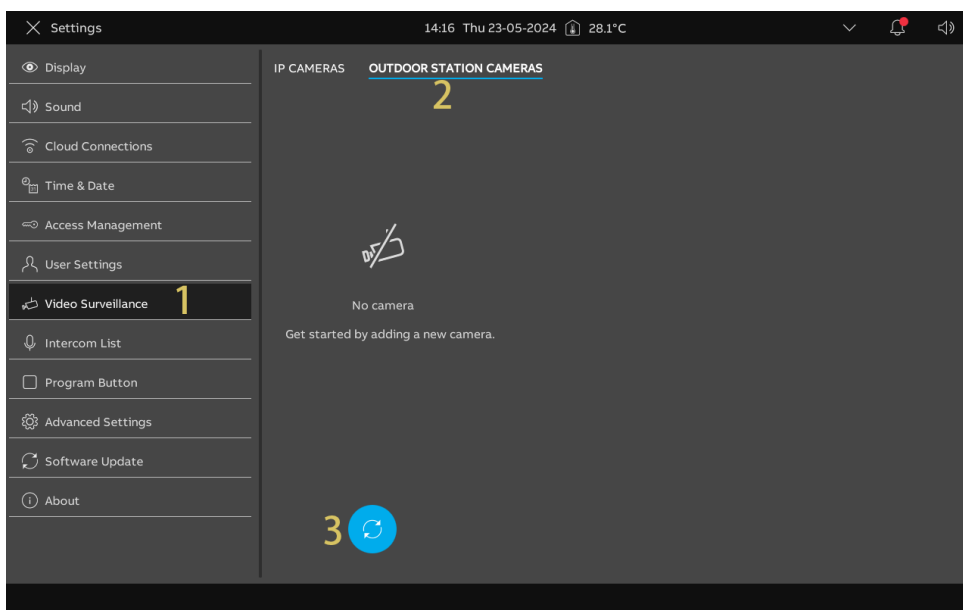 Settings
14:16 Thu 23-05-2024 28.1°C
Display
Sound
Cloud Connections
Time & Date
Access Management
User Settings
Video Surveillance 1
Intercom List
Program Button
Advanced Settings
Software Update
About
IP CAMERAS OUTDOOR STATION CAMERAS
2
No camera
Get started by adding a new camera.
3